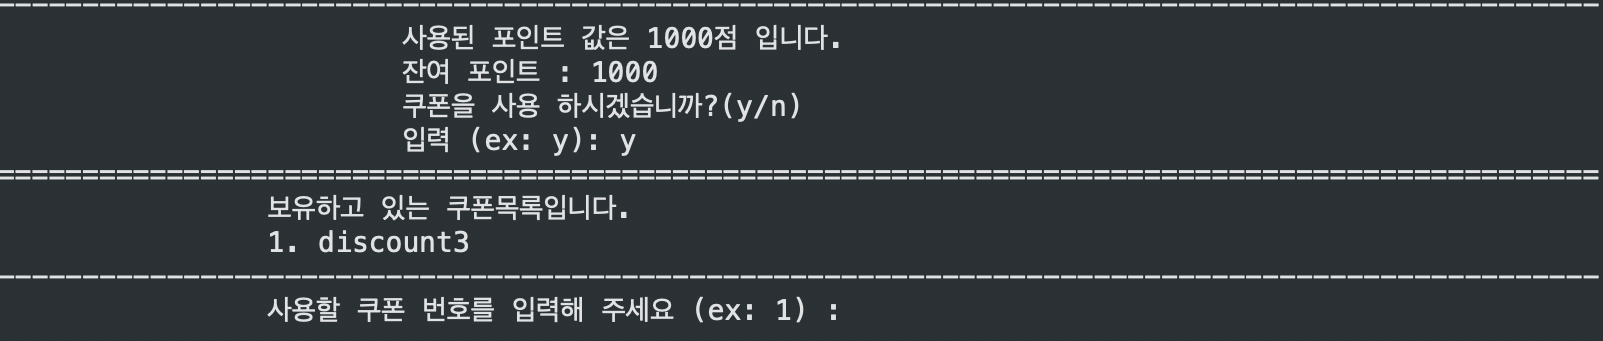 사용된 포인트 값은 1000점 입니다.
잔여 포인트 : 1000
쿠폰을 사용 하시겠습니까?(y/n)
입력 (ex: y): y
보유하고 있는 쿠폰목록입니다.
1. discount3
사용할 쿠폰 번호를 입력해 주세요 (ex: 1) :